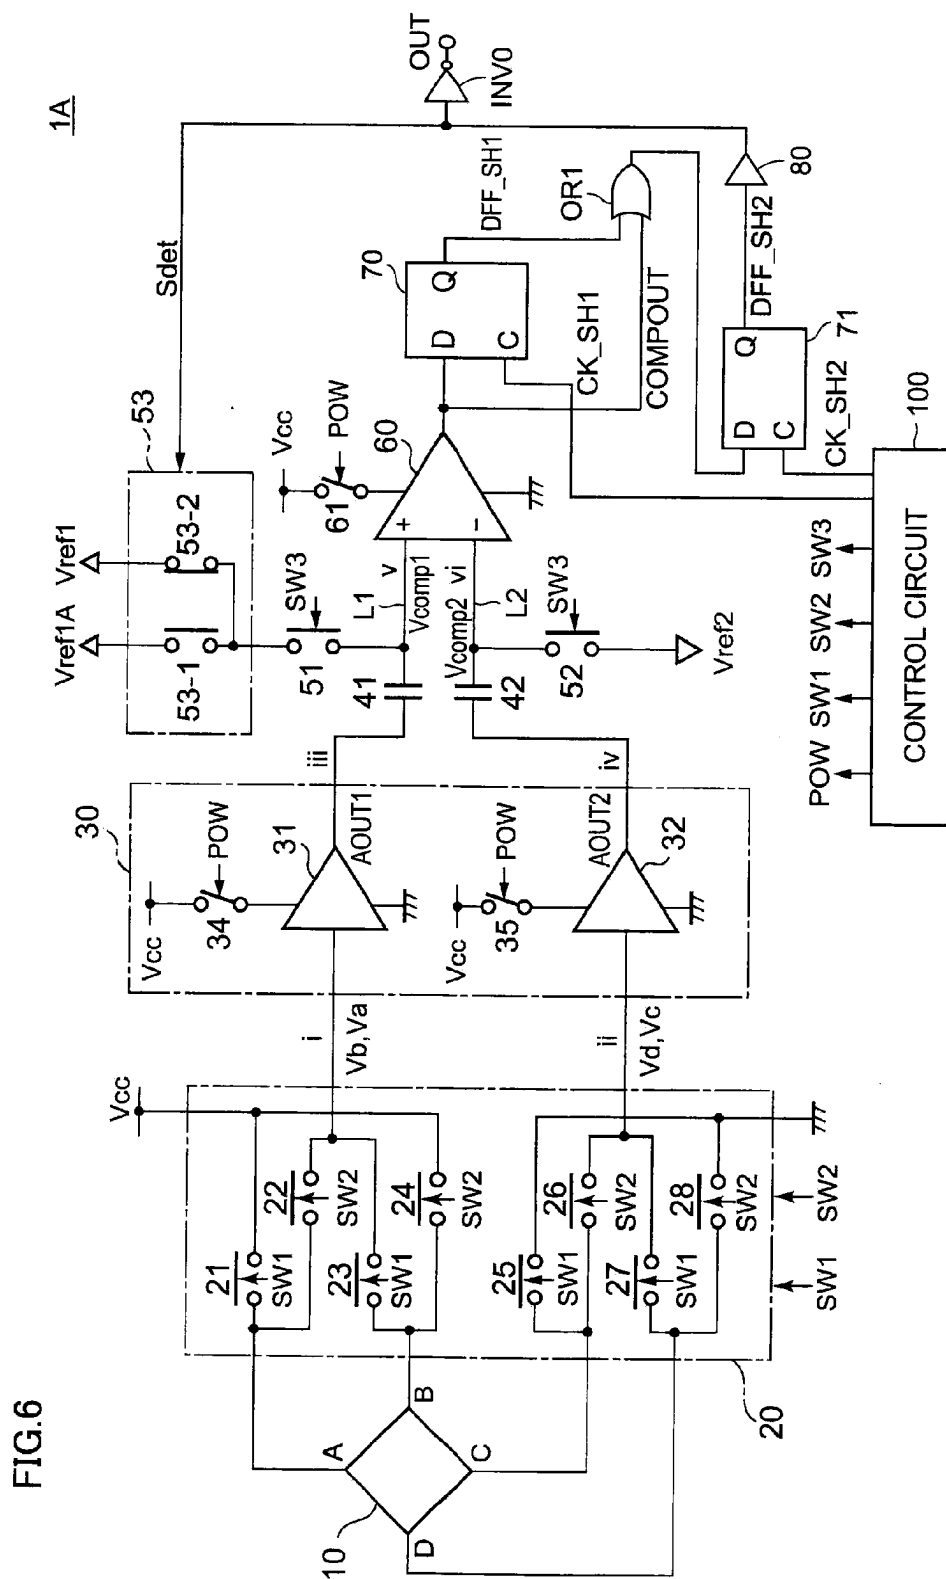 FIG.6
1A
10
A
B
C
D
20
Vcc
21
SW1
22
SW2
23
SW1
24
SW2
25
SW1
26
SW2
27
SW1
28
SW2
SW1
SW2
i
Vb,Va
ii
Vd,Vc
30
Vcc
34
POW
31
AOUT1
Vcc
35
POW
32
AOUT2
iii
iv
41
42
Vref1A
Vref1
53
53-1
53-2
Sdet
51
SW3
L1
v
Vcomp1
Vcomp2
vi
L2
52
SW3
Vref2
Vcc
61
POW
60
+
−
70
D
Q
C
DFF_SH1
CK_SH1
COMPOUT
OR1
71
D
Q
C
CK_SH2
DFF_SH2
80
INV0
OUT
100
CONTROL CIRCUIT
POW
SW1
SW2
SW3